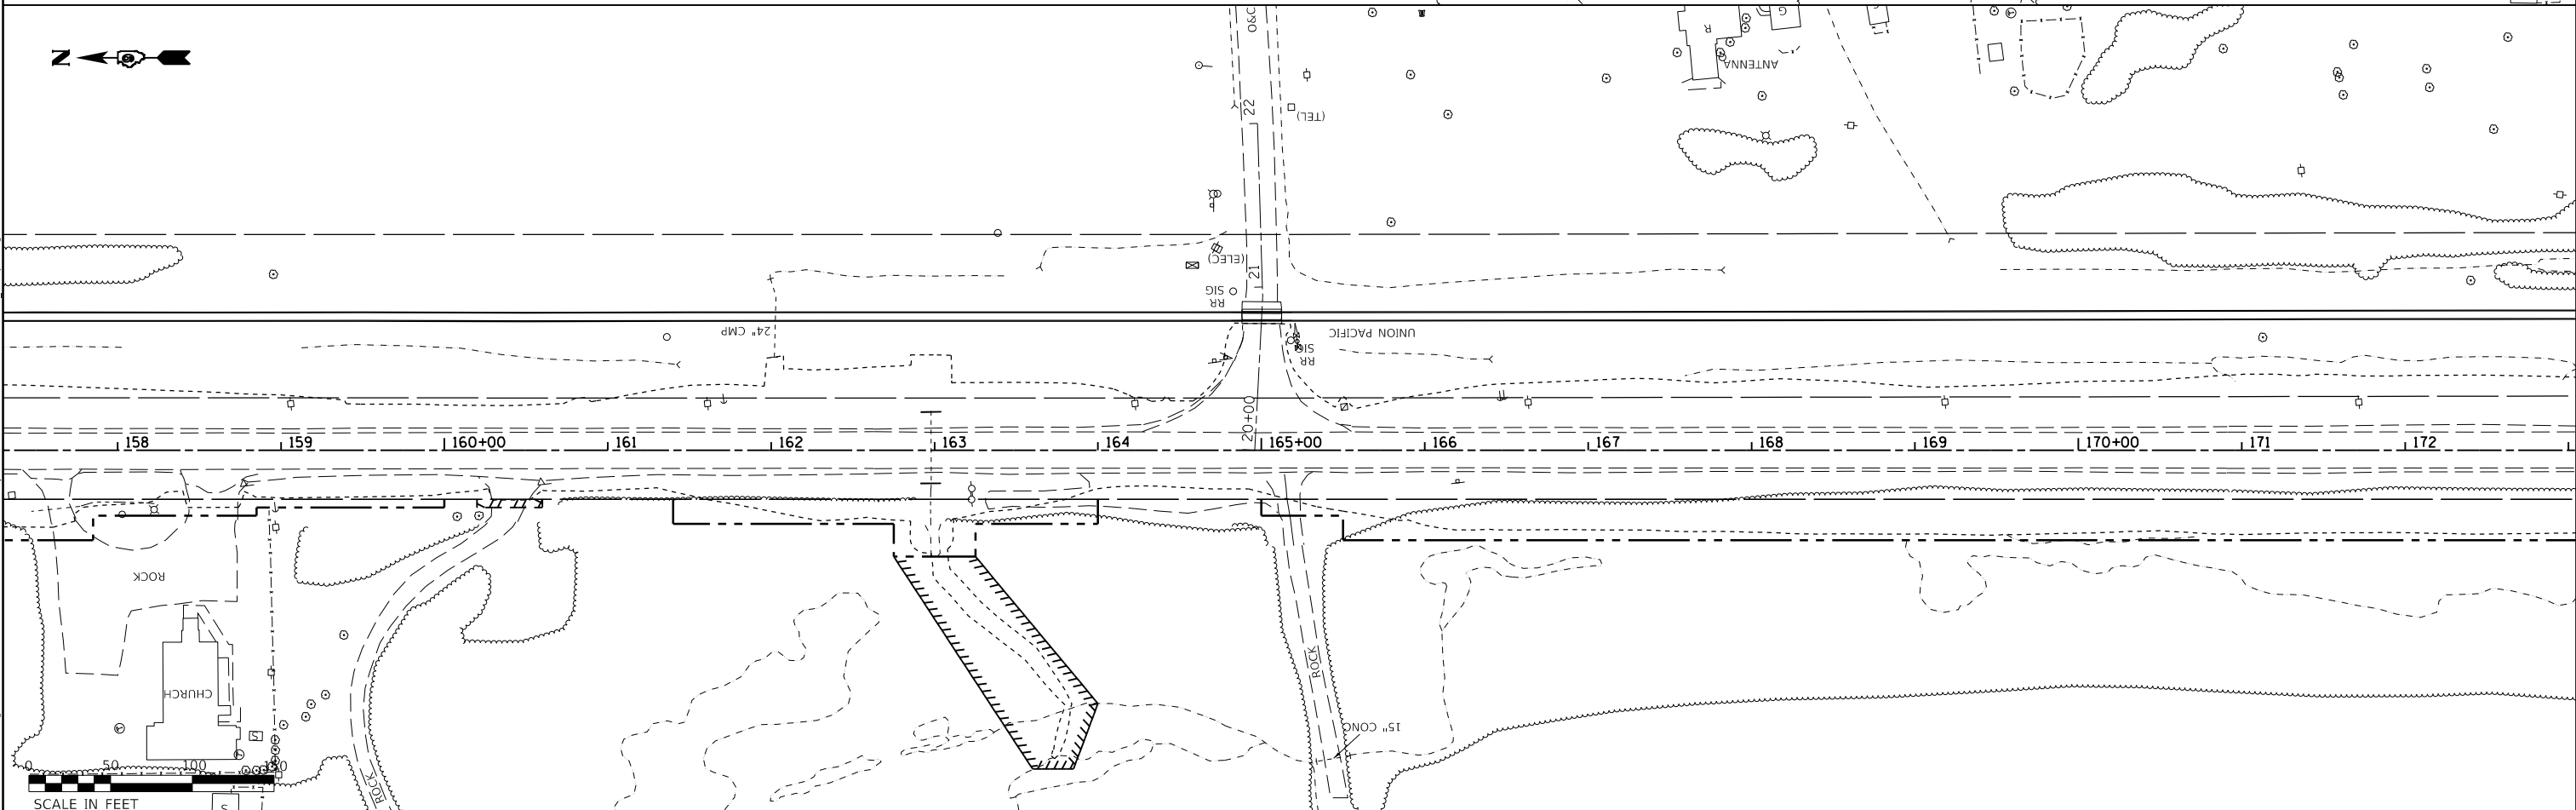 O&C
R
G
N
ANTENNA
22
(TEL)
(ELEC)
21
RR
SIG
24" CMP
UNION PACIFIC
RR
SIG
20+00
158 159 160+00 161 162 163 164 165+00 166 167 168 169 170+00 171 172
ROCK
ROCK
CHURCH
15" CONC
S
0 50 100 150
ROCK
SCALE IN FEET
S